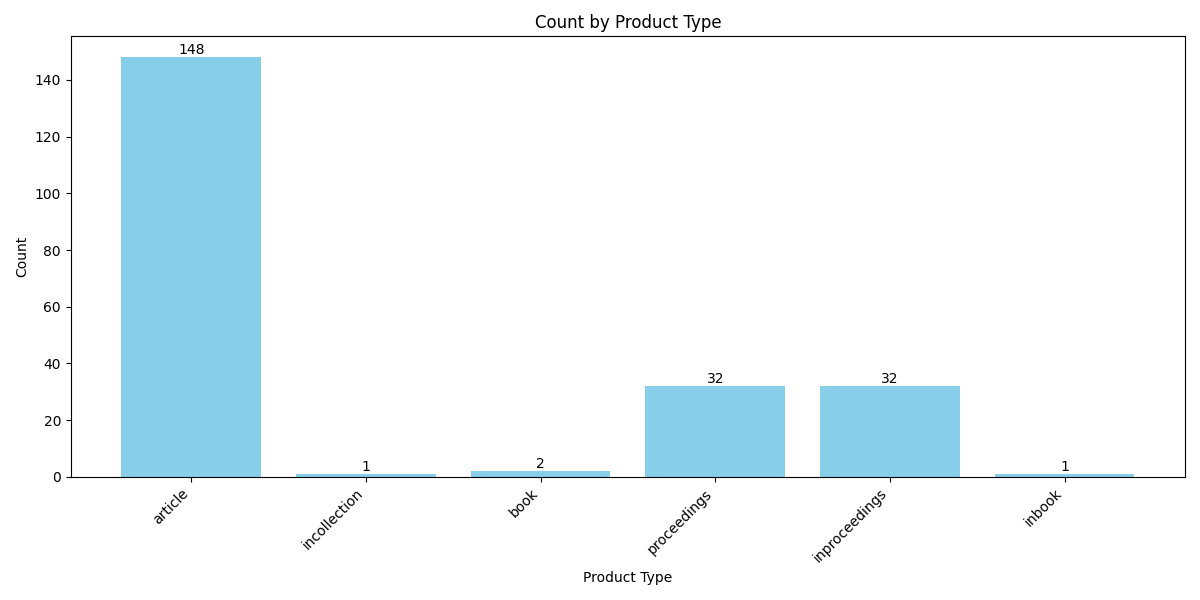 Count by Product Type
148
140
120
100
80
60
40
20
0
Count
1
2
32
32
1
article
incollection
book
proceedings
inproceedings
inbook
Product Type